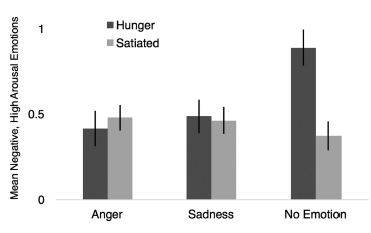 Mean Negative, High Arousal Emotions
1
0.5
0
Hunger
Satiated
Anger
Sadness
No Emotion